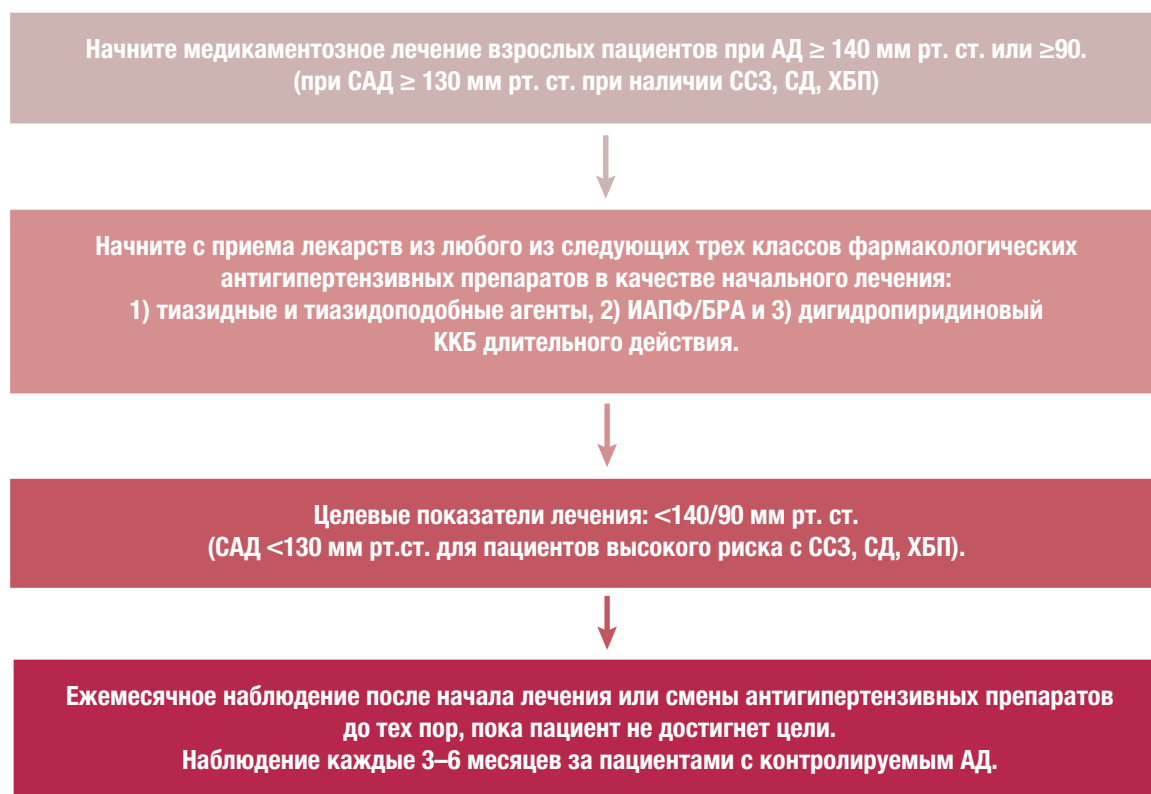 Начните медикаментозное лечение взрослых пациентов при АД ≥ 140 мм рт. ст. или ≥90.
(при САД ≥ 130 мм рт. ст. при наличии ССЗ, СД, ХБП)
Начните с приема лекарств из любого из следующих трех классов фармакологических
антигипертензивных препаратов в качестве начального лечения:
1) тиазидные и тиазидоподобные агенты, 2) ИАПФ/БРА и 3) дигидропиридиновый
ККБ длительного действия.
Целевые показатели лечения: <140/90 мм рт. ст.
(САД <130 мм рт.ст. для пациентов высокого риска с ССЗ, СД, ХБП).
Ежемесячное наблюдение после начала лечения или смены антигипертензивных препаратов
до тех пор, пока пациент не достигнет цели.
Наблюдение каждые 3–6 месяцев за пациентами с контролируемым АД.